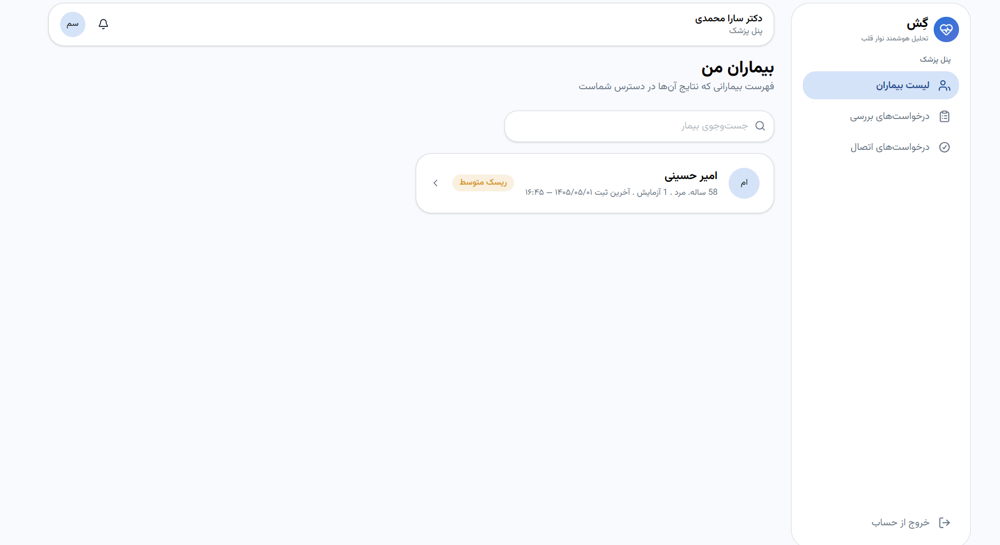 گِش
تحلیل هوشمند نوار قلب
پنل پزشک
لیست بیماران
درخواست‌های بررسی
درخواست‌های اتصال
خروج از حساب
دکتر سارا محمدی
پنل پزشک
سم
بیماران من
فهرست بیمارانی که نتایج آن‌ها در دسترس شماست
جست‌وجوی بیمار
ام
امیر حسینی
58 ساله. مرد . 1 آزمایش . آخرین ثبت ۱۴۰۵/۰۵/۰۱ — ۱۶:۴۵
ریسک متوسط